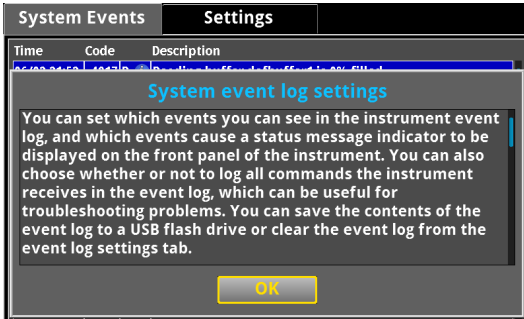 System Events Settings
Time Code Description
System event log settings
You can set which events you can see in the instrument event
log, and which events cause a status message indicator to be
displayed on the front panel of the instrument. You can also
choose whether or not to log all commands the instrument
receives in the event log, which can be useful for
troubleshooting problems. You can save the contents of the
event log to a USB flash drive or clear the event log from the
event log settings tab.
OK